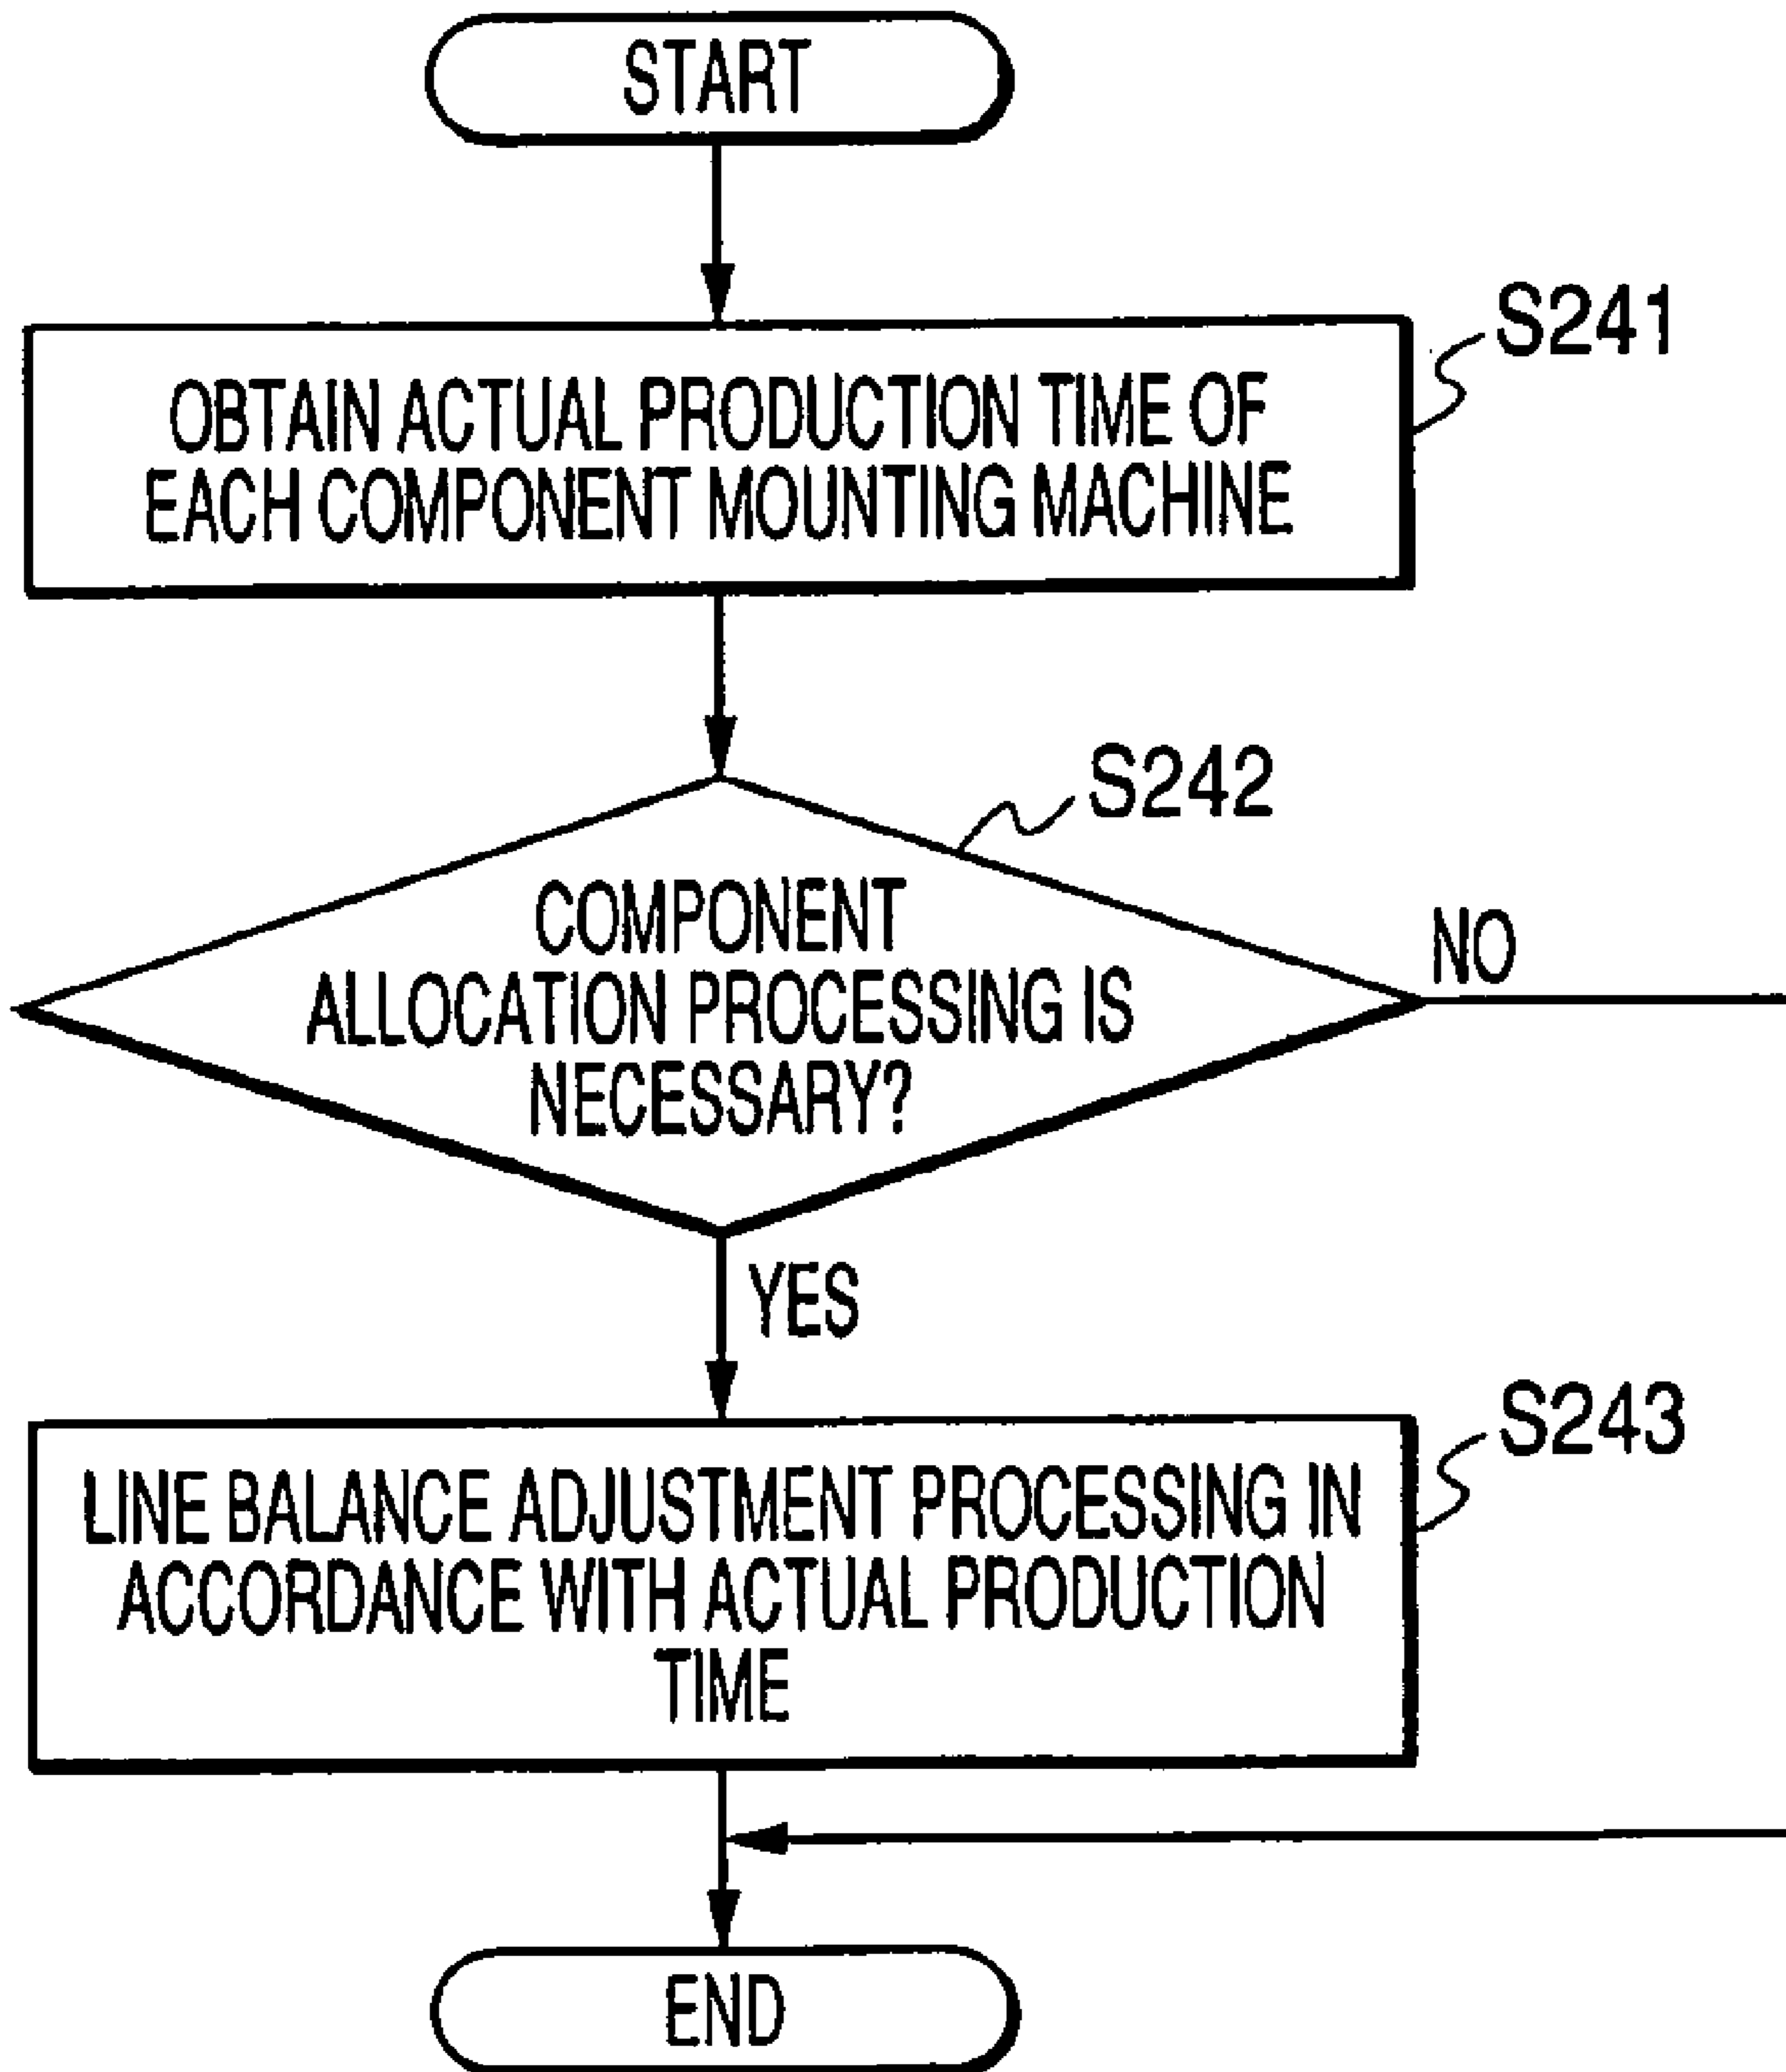 START
S241
OBTAIN ACTUAL PRODUCTION TIME OF
EACH COMPONENT MOUNTING MACHINE
S242
COMPONENT
ALLOCATION PROCESSING IS
NECESSARY?
NO
YES
S243
LINE BALANCE ADJUSTMENT PROCESSING IN
ACCORDANCE WITH ACTUAL PRODUCTION
TIME
END